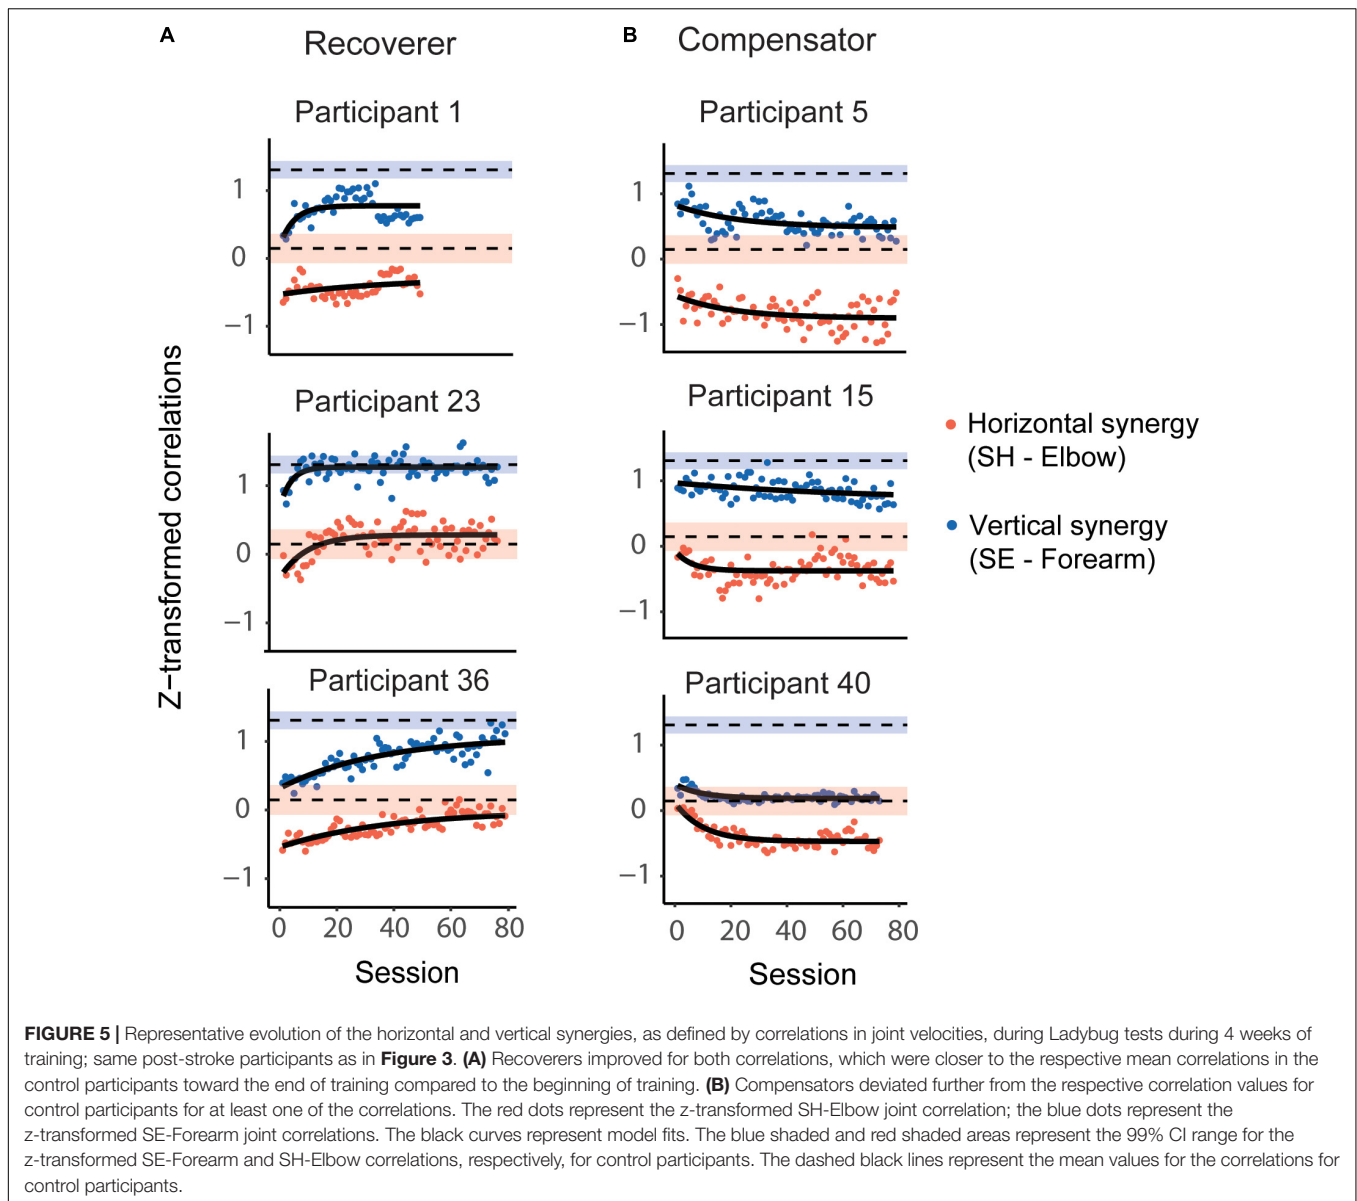 A
Recoverer
B
Compensator
Participant 1
Participant 5
1
0
−1
1
0
−1
Participant 23
Participant 15
1
0
−1
1
0
−1
Participant 36
Participant 40
1
0
−1
1
0
−1
0 20 40 60 80
0 20 40 60 80
Session
Session
Z−transformed correlations
Horizontal synergy
(SH - Elbow)
Vertical synergy
(SE - Forearm)
FIGURE 5 | Representative evolution of the horizontal and vertical synergies, as defined by correlations in joint velocities, during Ladybug tests during 4 weeks of
training; same post-stroke participants as in Figure 3. (A) Recoverers improved for both correlations, which were closer to the respective mean correlations in the
control participants toward the end of training compared to the beginning of training. (B) Compensators deviated further from the respective correlation values for
control participants for at least one of the correlations. The red dots represent the z-transformed SH-Elbow joint correlation; the blue dots represent the
z-transformed SE-Forearm joint correlations. The black curves represent model fits. The blue shaded and red shaded areas represent the 99% CI range for the
z-transformed SE-Forearm and SH-Elbow correlations, respectively, for control participants. The dashed black lines represent the mean values for the correlations for
control participants.